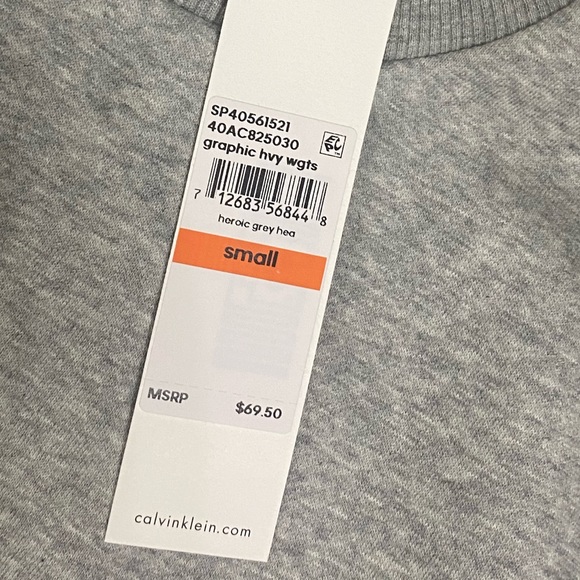 SP40561521
40AC825030
graphic hvy wgts
7 12683 56844 8
heroic grey hea
small
MSRP $69.50
calvinklein.com